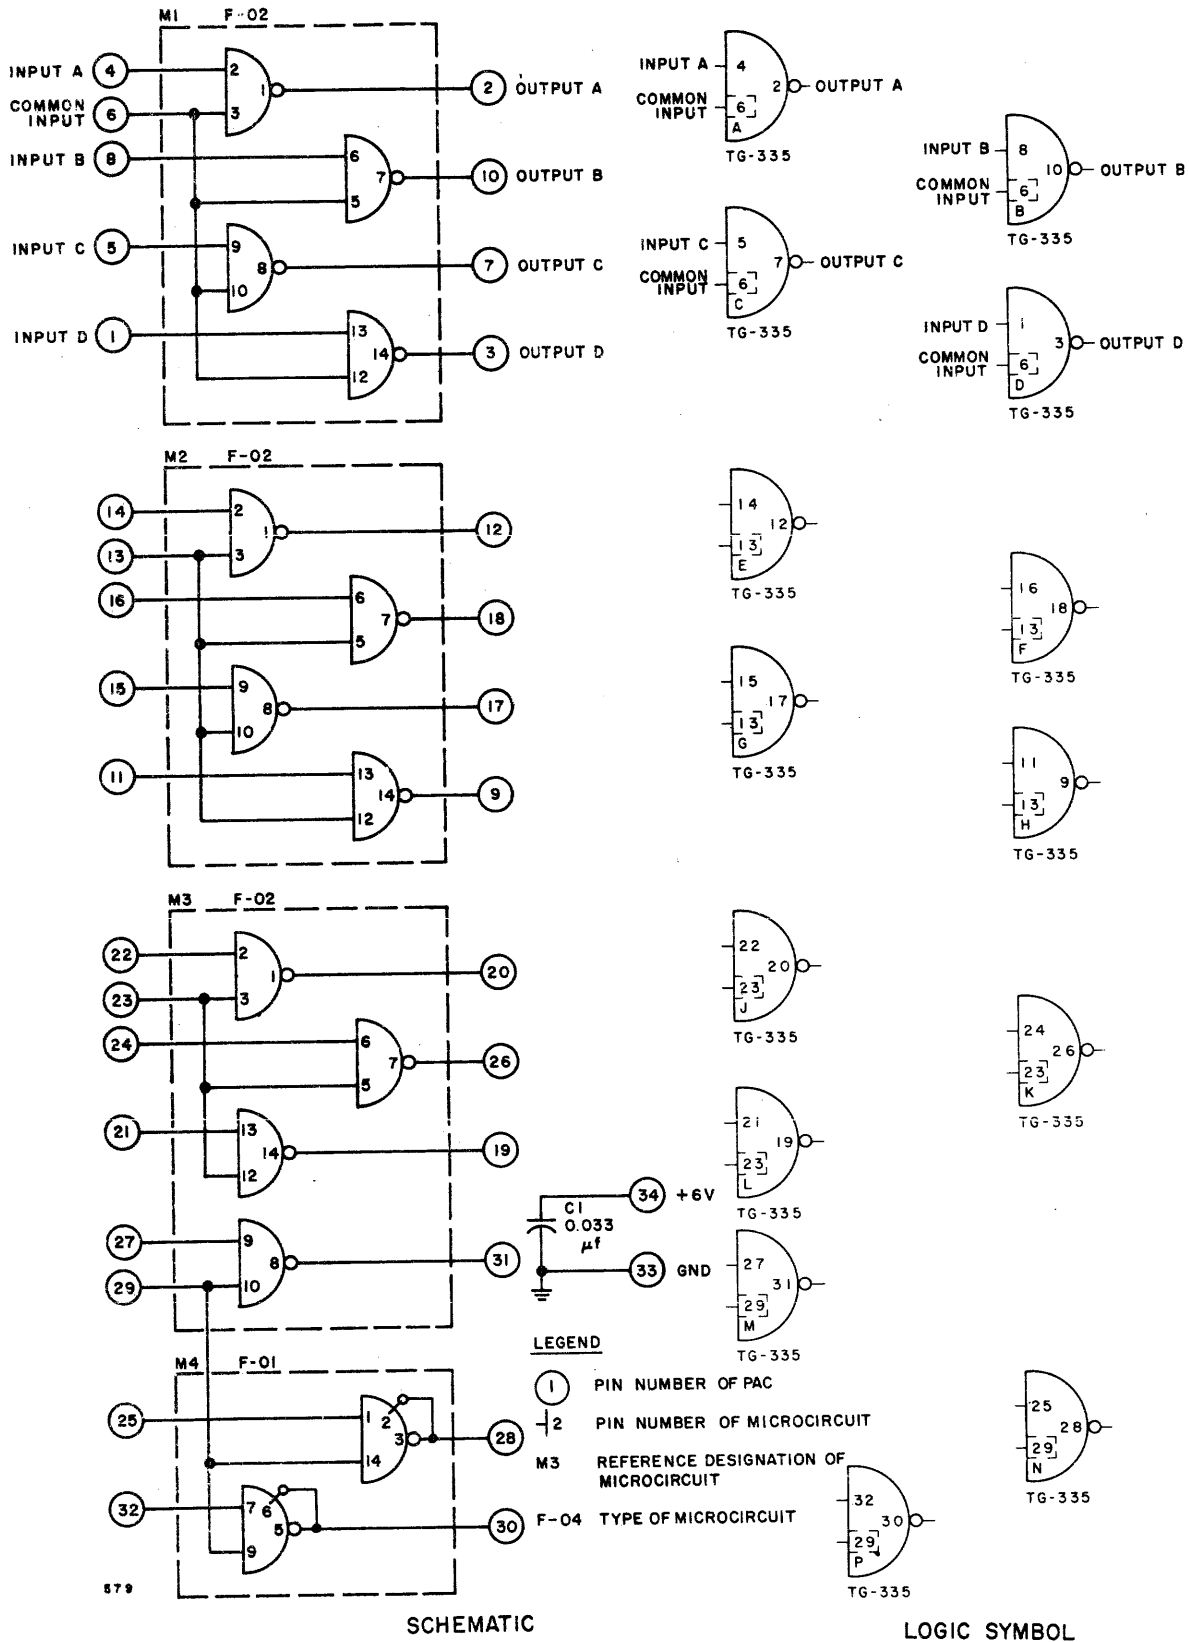 M1 F-02
INPUT A 4 2 1 2 OUTPUT A
COMMON
INPUT 6 3
INPUT B 8 6 7 10 OUTPUT B
5
INPUT C 5 9 8 7 OUTPUT C
10
INPUT D 1 13 14 3 OUTPUT D
12
INPUT A 4 2 OUTPUT A
COMMON
INPUT 6
A
TG-335
INPUT B 8 10 OUTPUT B
COMMON
INPUT 6
B
TG-335
INPUT C 5 7 OUTPUT C
COMMON
INPUT 6
C
TG-335
INPUT D 1 3 OUTPUT D
COMMON
INPUT 6
D
TG-335
M2 F-02
14 2 1 12
13 3
16 6 7 18
5
15 9 8 17
10
11 13 14 9
12
14 12
13
E
TG-335
16 18
13
F
TG-335
15 17
13
G
TG-335
11 9
13
H
TG-335
M3 F-02
22 2 1 20
23 3
24 6 7 26
5
21 13 14 19
12
27 9 8 31
29 10
22 20
23
J
TG-335
24 26
23
K
TG-335
21 19
23
L
TG-335
27 31
29
M
TG-335
34 +6V
C1
0.033
μf
33 GND
M4 F-01
25 1 2 3 28
14
32 7 6 5 30
9
25 28
29
N
TG-335
32 30
29
P
TG-335
LEGEND
1 PIN NUMBER OF PAC
2 PIN NUMBER OF MICROCIRCUIT
M3 REFERENCE DESIGNATION OF
MICROCIRCUIT
F-04 TYPE OF MICROCIRCUIT
579
SCHEMATIC
LOGIC SYMBOL